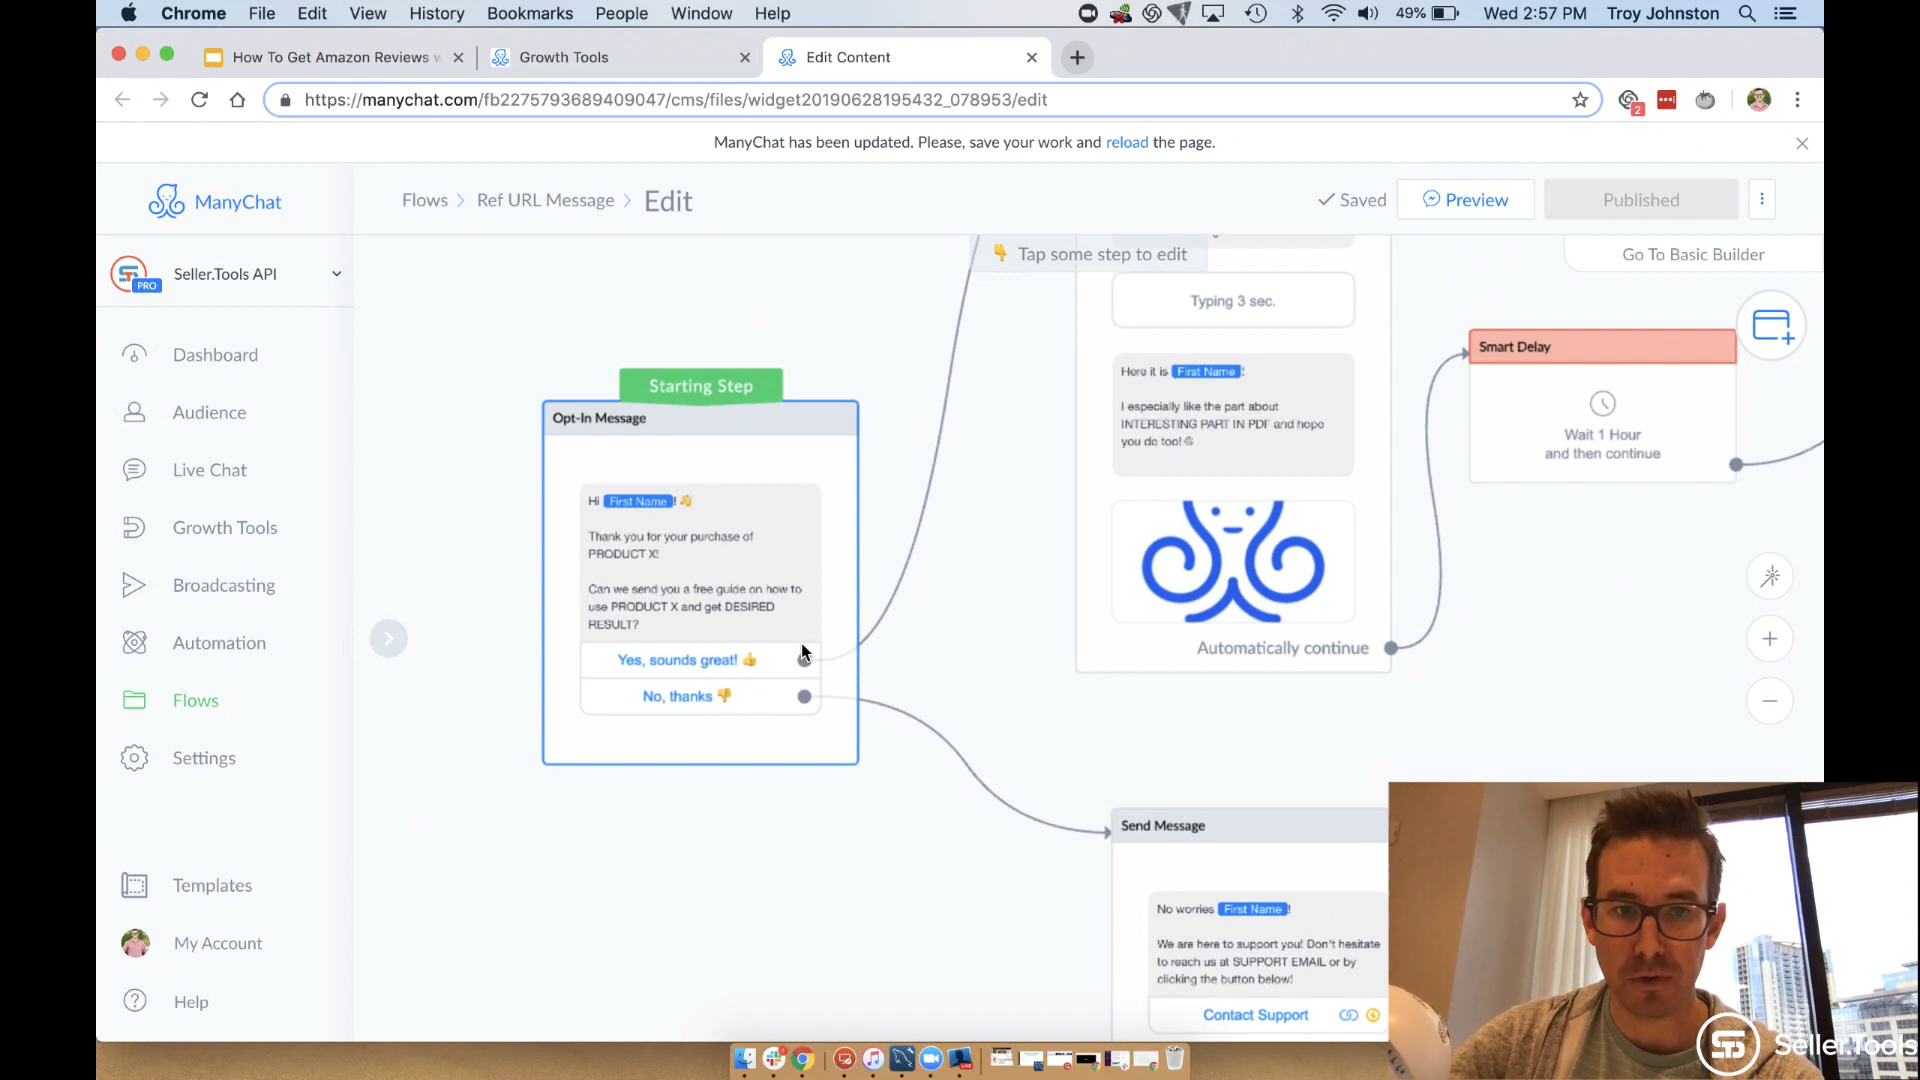 Chrome File Edit View History Bookmarks People Window Help
49% Wed 2:57 PM Troy Johnston
How To Get Amazon Reviews w
Growth Tools
Edit Content
https://manychat.com/fb2275793689409047/cms/files/widget20190628195432_078953/edit
2
ManyChat has been updated. Please, save your work and reload the page.
ManyChat
Flows > Ref URL Message > Edit
Saved
Preview
Published
Seller.Tools API
PRO
👇 Tap some step to edit
Go To Basic Builder
Dashboard
Audience
Live Chat
Growth Tools
Broadcasting
Automation
Flows
Settings
Templates
My Account
Help
Starting Step
Opt-In Message
Hi First Name! 👋
Thank you for your purchase of
PRODUCT X!
Can we send you a free guide on how to
use PRODUCT X and get DESIRED
RESULT?
Yes, sounds great! 👍
No, thanks 👎
Typing 3 sec.
Here it is First Name!
I especially like the part about
INTERESTING PART IN PDF and hope
you do too!
Automatically continue
Smart Delay
Wait 1 Hour
and then continue
Send Message
No worries First Name!
We are here to support you! Don't hesitate
to reach us at SUPPORT EMAIL or by
clicking the button below!
Contact Support
Seller.Tools